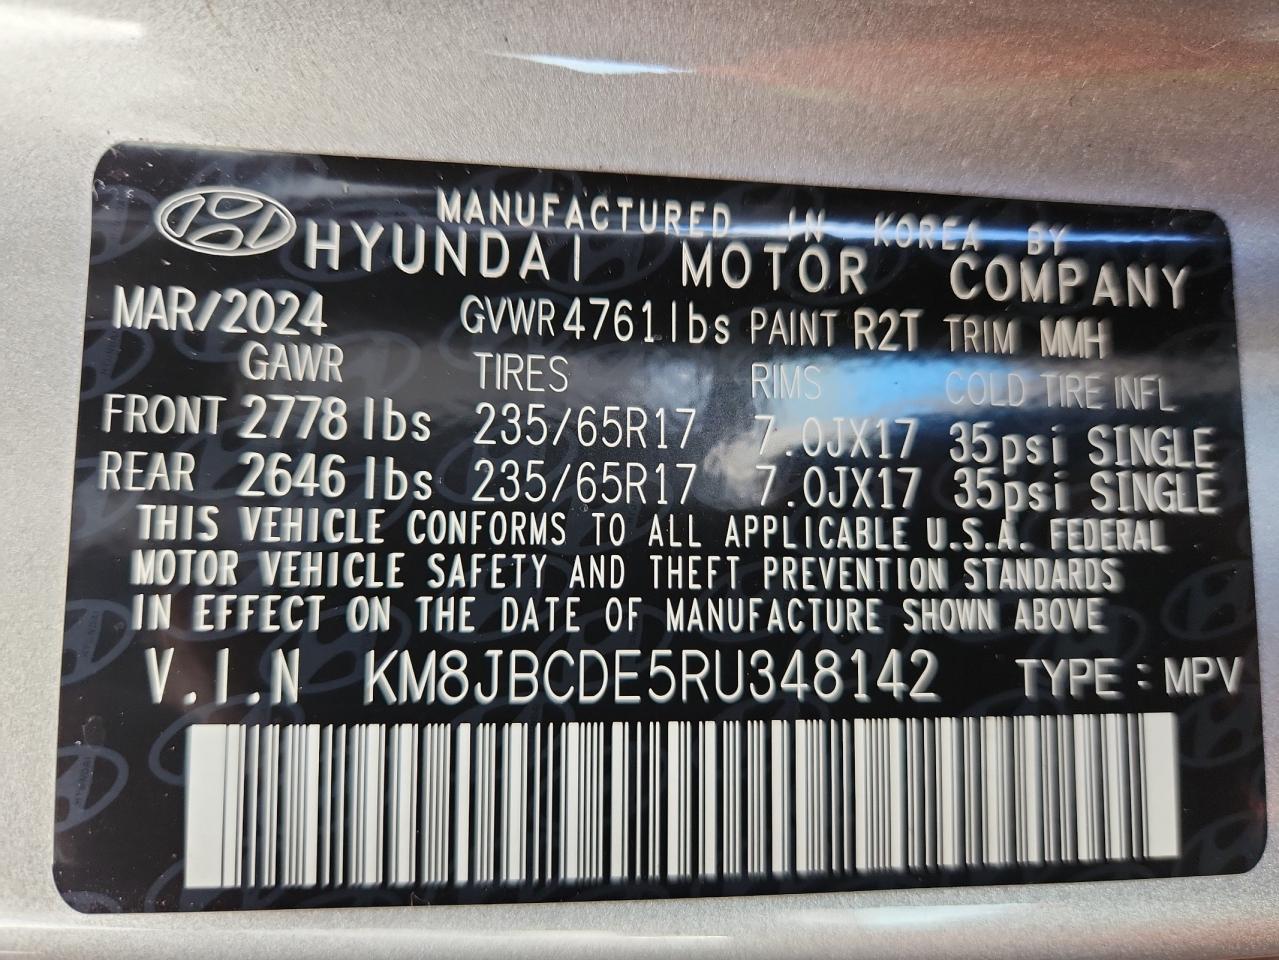 MANUFACTURED IN KOREA BY
HYUNDAI MOTOR COMPANY
MAR/2024 GVWR 4761lbs PAINT R2T TRIM MMH
GAWR TIRES RIMS COLD TIRE INFL
FRONT 2778 lbs 235/65R17 7.0JX17 35psi SINGLE
REAR 2646 lbs 235/65R17 7.0JX17 35psi SINGLE
THIS VEHICLE CONFORMS TO ALL APPLICABLE U.S.A. FEDERAL
MOTOR VEHICLE SAFETY AND THEFT PREVENTION STANDARDS
IN EFFECT ON THE DATE OF MANUFACTURE SHOWN ABOVE
V.I.N KM8JBCDE5RU348142 TYPE : MPV